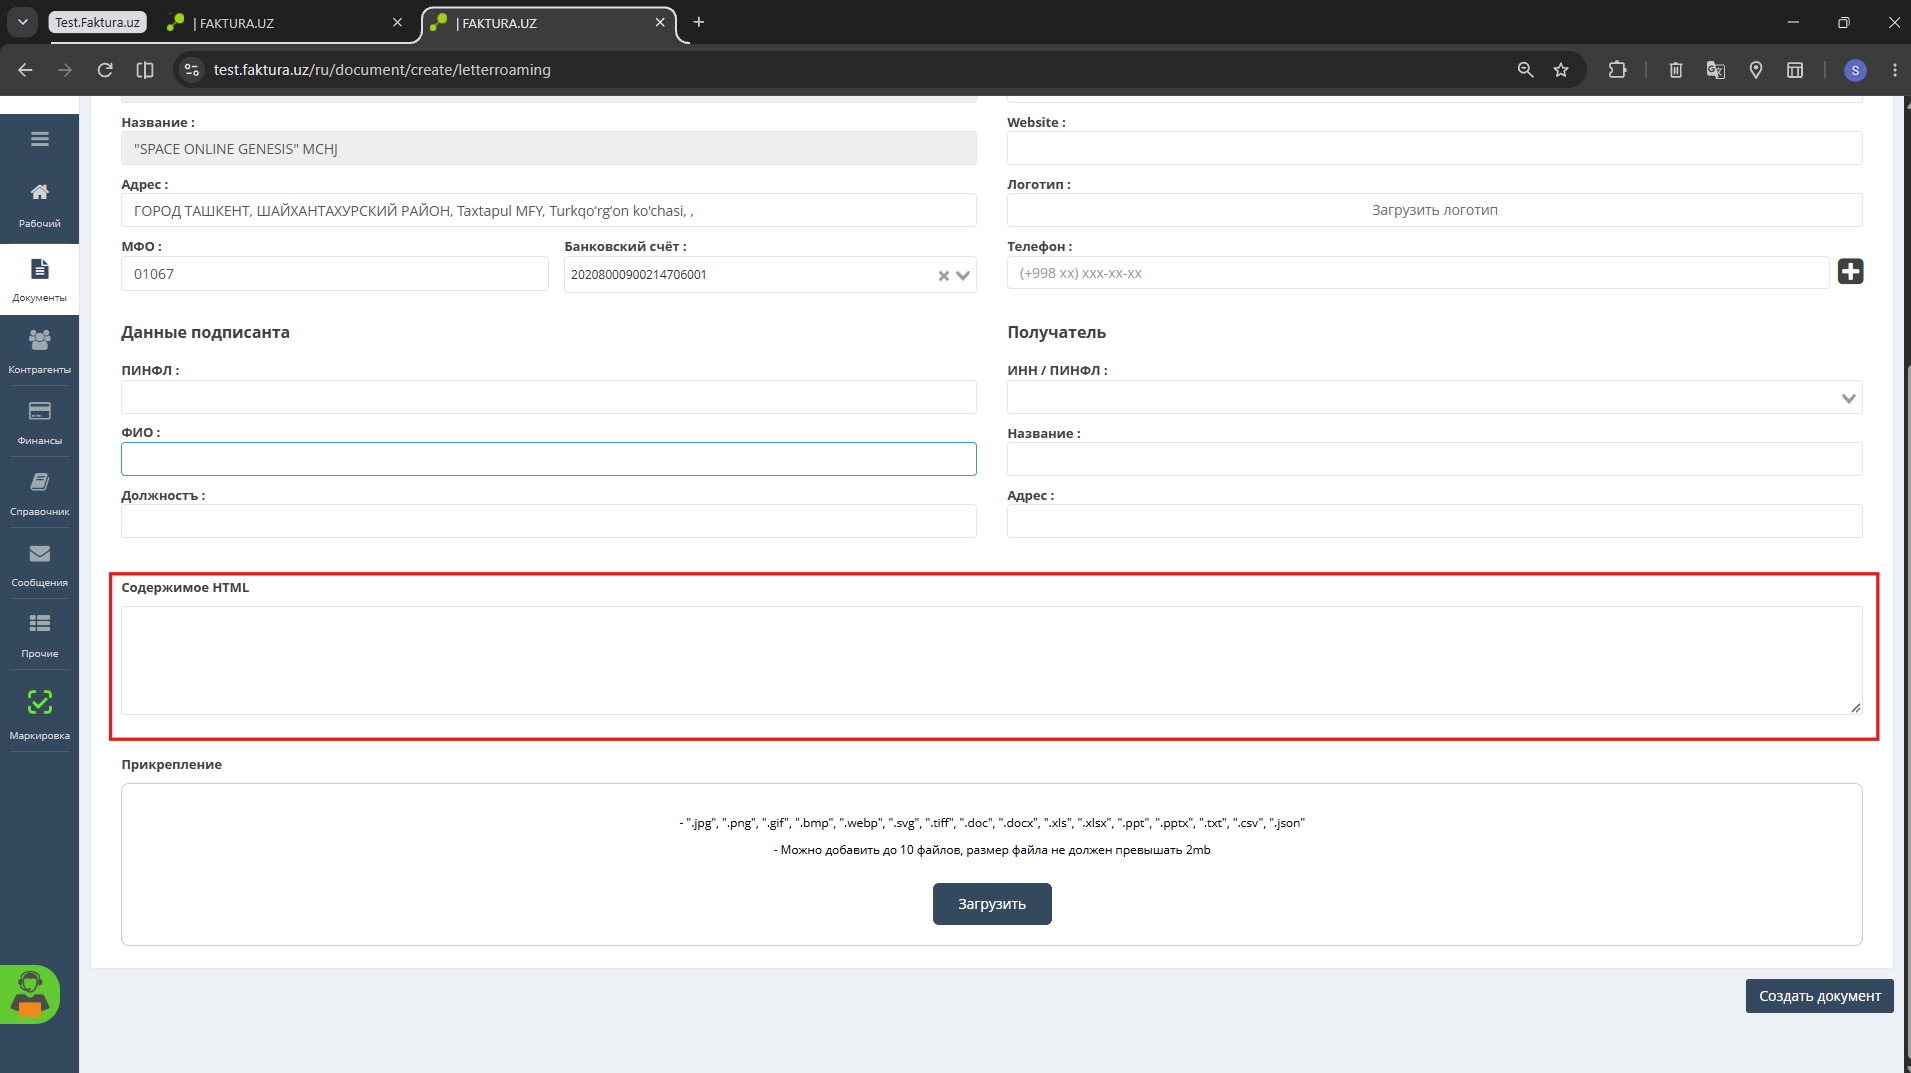 Test.Faktura.uz
| FAKTURA.UZ
| FAKTURA.UZ
test.faktura.uz/ru/document/create/letterroaming
S
Рабочий
Документы
Контрагенты
Финансы
Справочник
Сообщения
Прочие
Маркировка
Название :
"SPACE ONLINE GENESIS" MCHJ
Адрес :
ГОРОД ТАШКЕНТ, ШАЙХАНТАХУРСКИЙ РАЙОН, Taxtapul MFY, Turkqo‘rg‘on ko'chasi, ,
МФО :
01067
Банковский счёт :
20208000900214706001
Website :
Логотип :
Загрузить логотип
Телефон :
(+998 xx) xxx-xx-xx
Данные подписанта
ПИНФЛ :
ФИО :
Должностъ :
Получатель
ИНН / ПИНФЛ :
Название :
Адрес :
Содержимое HTML
Прикрепление
- ".jpg", ".png", ".gif", ".bmp", ".webp", ".svg", ".tiff", ".doc", ".docx", ".xls", ".xlsx", ".ppt", ".pptx", ".txt", ".csv", ".json"
- Можно добавить до 10 файлов, размер файла не должен превышать 2mb
Загрузить
Создать документ